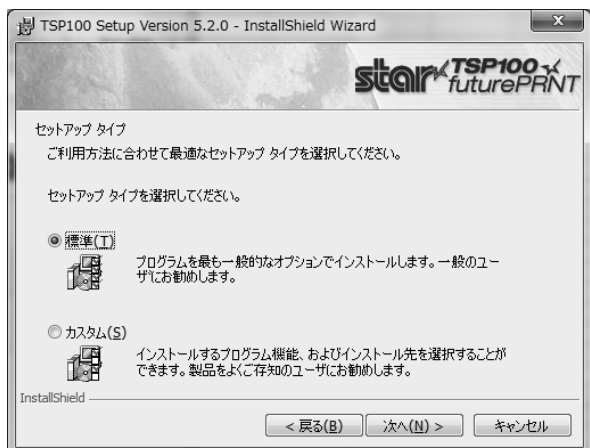 TSP100 Setup Version 5.2.0 - InstallShield Wizard
star TSP100
futurePRNT
セットアップ タイプ
ご利用方法に合わせて最適なセットアップ タイプを選択してください。
セットアップ タイプを選択してください。
標準(T)
プログラムを最も一般的なオプションでインストールします。一般のユー
ザにお勧めします。
カスタム(S)
インストールするプログラム機能、およびインストール先を選択することが
できます。製品をよくご存知のユーザにお勧めします。
InstallShield
< 戻る(B)
次へ(N) >
キャンセル